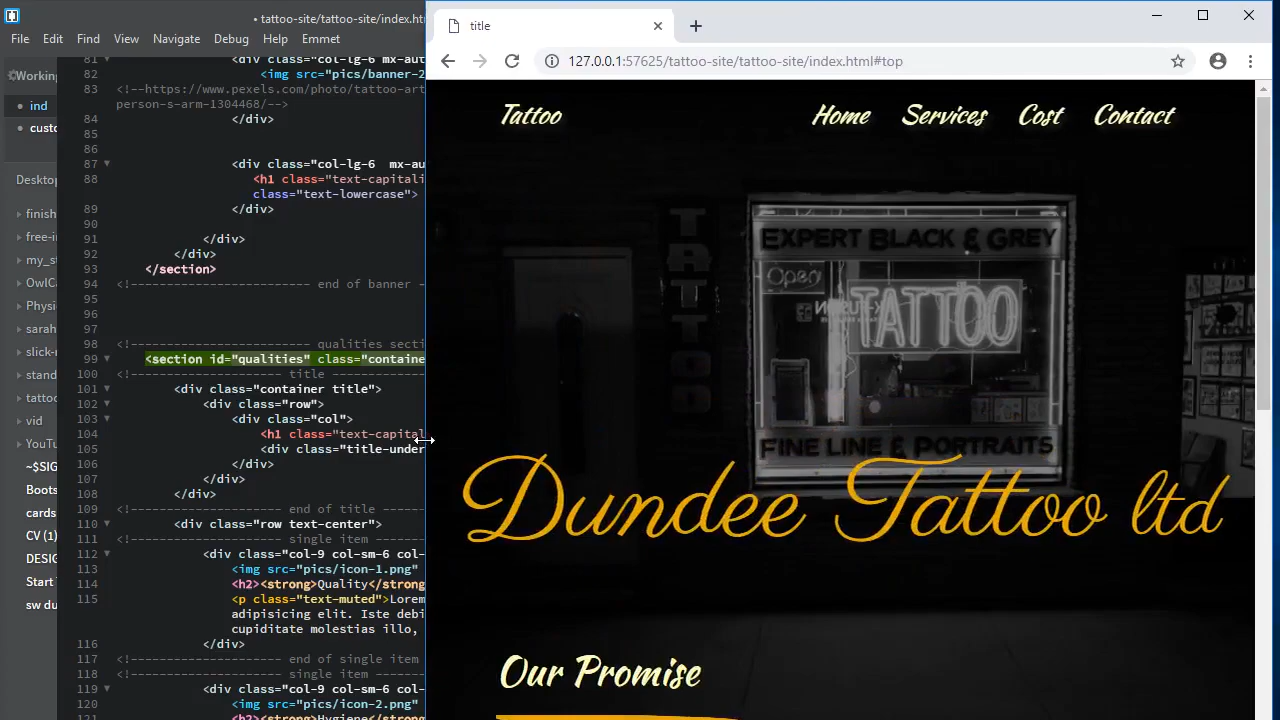 • tattoo-site/tattoo-site/index.ht
File Edit Find View Navigate Debug Help Emmet
Working
ind
custo
Desktop
finish
free-in
my_st
OwlCa
Physi
sarah
slick-n
stand
tattoo
vid
YouTu
~$SIG
Boots
cards
CV (1)
DESIG
Start
sw du
81 <div class="col-lg-6 mx-aut
82 <img src="pics/banner-2
83 <!--https://www.pexels.com/photo/tattoo-art
person-s-arm-1304468/-->
84 </div>
85
86
87 <div class="col-lg-6  mx-au
88 <h1 class="text-capitali
class="text-lowercase">
89 </div>
90
91 </div>
92 </div>
93 </section>
94 <!------------------------ end of banner -
95
96
97
98 <!------------------------ qualities secti
99 <section id="qualities" class="containe
100 <!-------------------- title ------------------
101 <div class="container title">
102 <div class="row">
103 <div class="col">
104 <h1 class="text-capital
105 <div class="title-under
106 </div>
107 </div>
108 </div>
109 <!-------------------- end of title ------
110 <div class="row text-center">
111 <!-------------------- single item -------
112 <div class="col-9 col-sm-6 col-
113 <img src="pics/icon-1.png"
114 <h2><strong>Quality</strong
115 <p class="text-muted">Lorem
adipisicing elit. Iste debi
cupiditate molestias illo,
116 </div>
117 <!-------------------- end of single item
118 <!-------------------- single item -------
119 <div class="col-9 col-sm-6 col-
120 <img src="pics/icon-2.png"
121 <h2><strong>Hygiene</strong
title
127.0.0.1:57625/tattoo-site/tattoo-site/index.html#top
Tattoo Home Services Cost Contact
TATTOO
EXPERT BLACK & GREY
Open
TATTOO
FINE LINE & PORTRAITS
Dundee Tattoo ltd
Our Promise